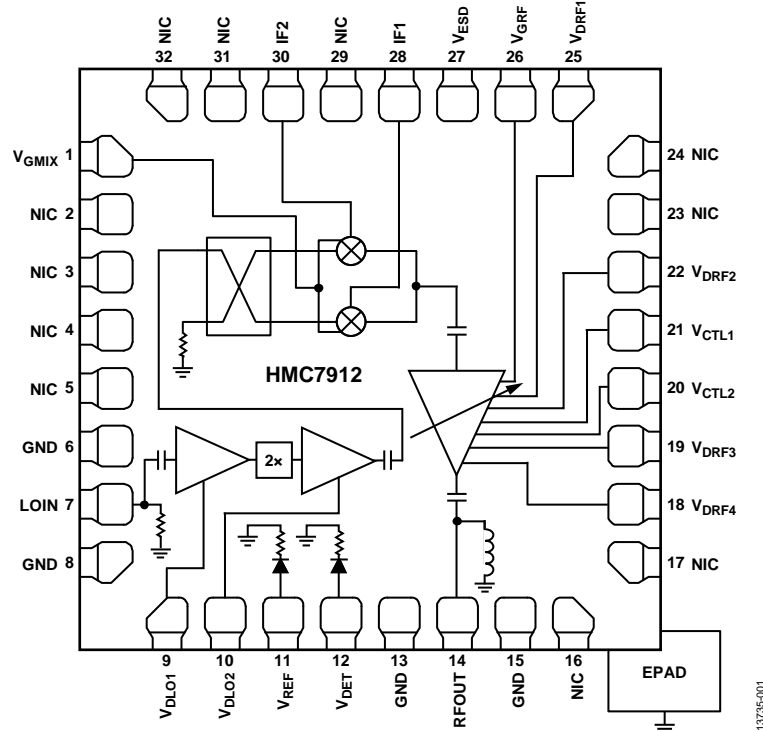 NIC
NIC
IF2
NIC
IF1
VESD
VGRF
VDRF1
32
31
30
29
28
27
26
25
VGMIX 1
NIC 2
NIC 3
NIC 4
NIC 5
GND 6
LOIN 7
GND 8
24 NIC
23 NIC
22 VDRF2
21 VCTL1
20 VCTL2
19 VDRF3
18 VDRF4
17 NIC
HMC7912
2×
9
10
11
12
13
14
15
16
VDLO1
VDLO2
VREF
VDET
GND
RFOUT
GND
NIC
EPAD
13735-001